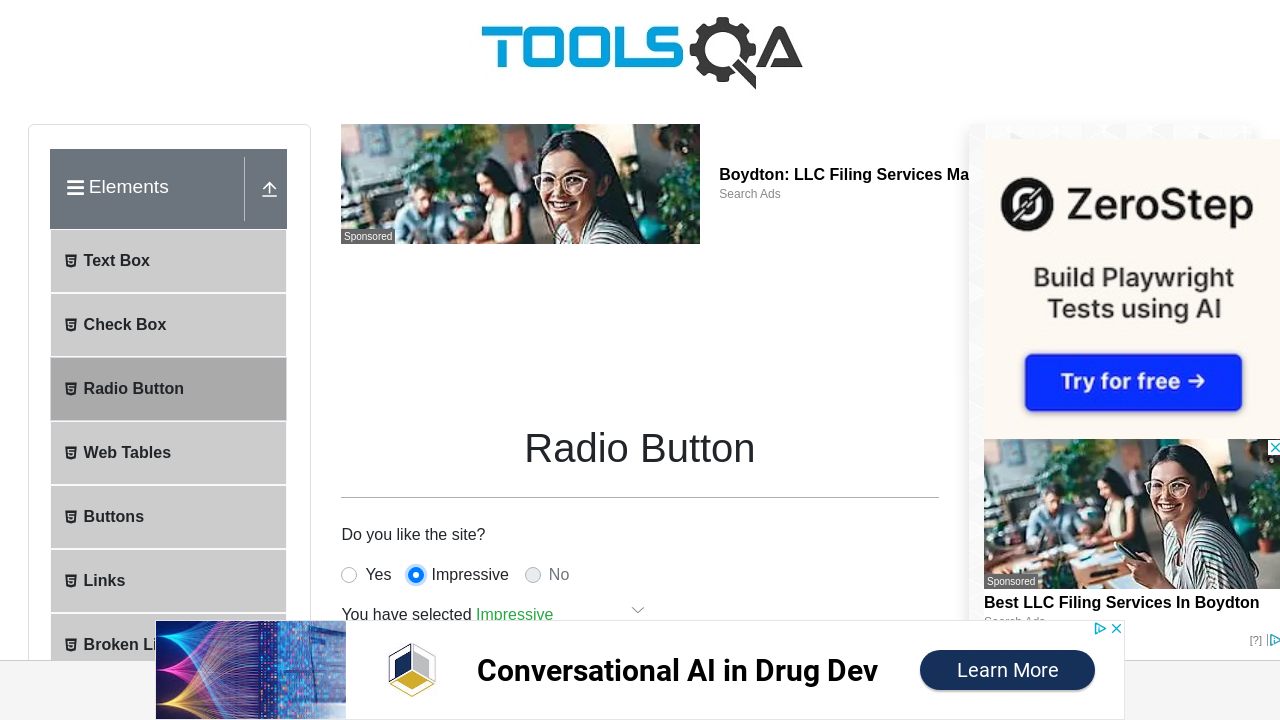 TOOLSQA
Elements
Text Box
Check Box
Radio Button
Web Tables
Buttons
Links
Broken Li
Sponsored
Boydton: LLC Filing Services Ma
Search Ads
Radio Button
Do you like the site?
Yes
Impressive
No
You have selected Impressive
ZeroStep
Build Playwright
Tests using AI
Try for free →
Sponsored
Best LLC Filing Services In Boydton
Search Ads
[?]
Conversational AI in Drug Dev
Learn More